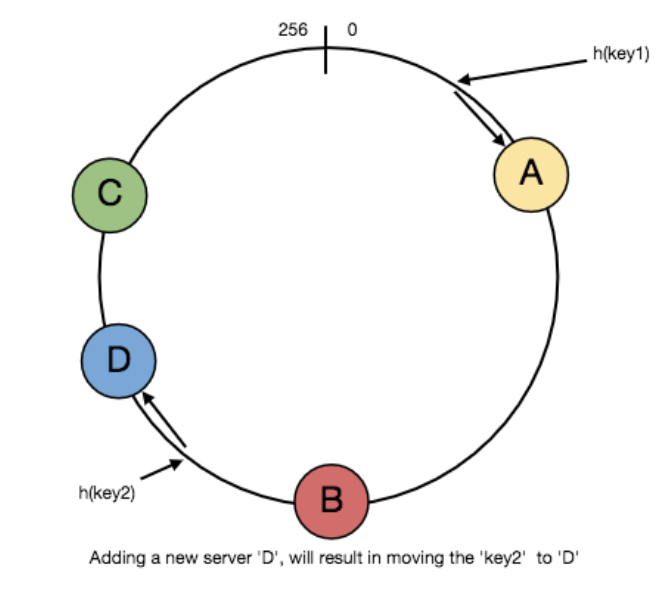 256 0
h(key1)
A
C
D
h(key2)
B
Adding a new server 'D', will result in moving the 'key2' to 'D'